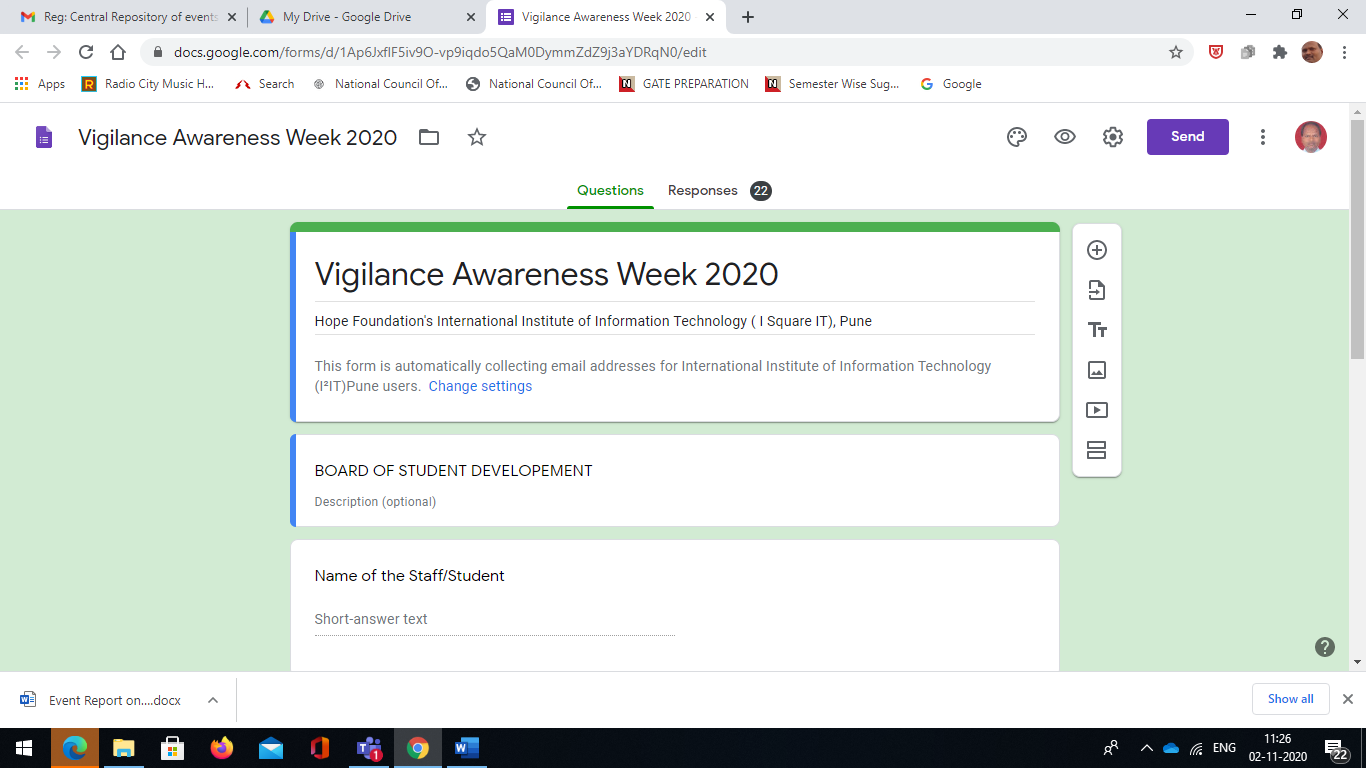 Reg: Central Repository of events
My Drive - Google Drive
Vigilance Awareness Week 2020
docs.google.com/forms/d/1Ap6JxflF5iv9O-vp9iqdo5QaM0DymmZdZ9j3aYDRqN0/edit
Apps
Radio City Music H...
Search
National Council Of...
National Council Of...
GATE PREPARATION
Semester Wise Sug...
Google
Vigilance Awareness Week 2020
Send
Questions
Responses 22
Vigilance Awareness Week 2020
Hope Foundation's International Institute of Information Technology ( I Square IT), Pune
This form is automatically collecting email addresses for International Institute of Information Technology
(I²IT)Pune users. Change settings
BOARD OF STUDENT DEVELOPEMENT
Description (optional)
Name of the Staff/Student
Short-answer text
Event Report on....docx
Show all
ENG
11:26
02-11-2020
22
1